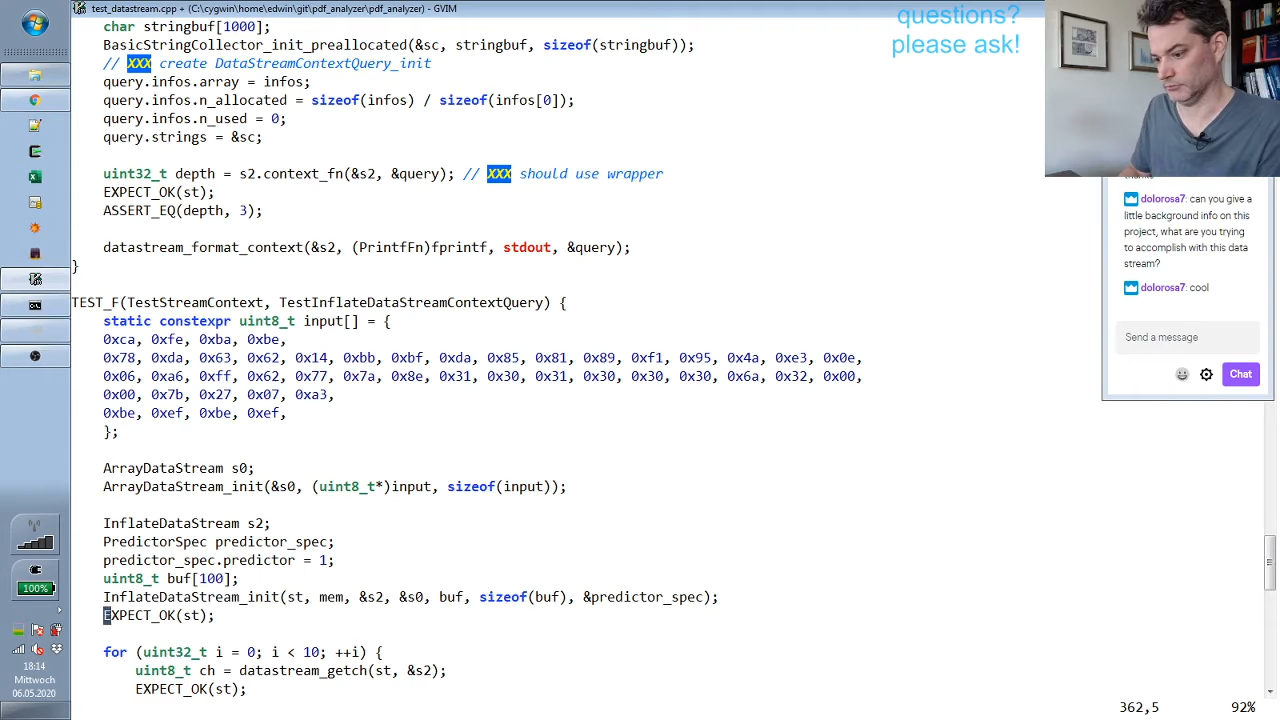 test_datastream.cpp + (C:\cygwin\home\edwin\git\pdf_analyzer\pdf_analyzer) - GVIM
char stringbuf[1000];
BasicStringCollector_init_preallocated(&sc, stringbuf, sizeof(stringbuf));
// XXX create DataStreamContextQuery_init
query.infos.array = infos;
query.infos.n_allocated = sizeof(infos) / sizeof(infos[0]);
query.infos.n_used = 0;
query.strings = &sc;
uint32_t depth = s2.context_fn(&s2, &query); // XXX should use wrapper
EXPECT_OK(st);
ASSERT_EQ(depth, 3);
datastream_format_context(&s2, (PrintfFn)fprintf, stdout, &query);
}
TEST_F(TestStreamContext, TestInflateDataStreamContextQuery) {
static constexpr uint8_t input[] = {
0xca, 0xfe, 0xba, 0xbe,
0x78, 0xda, 0x63, 0x62, 0x14, 0xbb, 0xbf, 0xda, 0x85, 0x81, 0x89, 0xf1, 0x95, 0x4a, 0xe3, 0x0e,
0x06, 0xa6, 0xff, 0x62, 0x77, 0x7a, 0x8e, 0x31, 0x30, 0x31, 0x30, 0x30, 0x30, 0x6a, 0x32, 0x00,
0x00, 0x7b, 0x27, 0x07, 0xa3,
0xbe, 0xef, 0xbe, 0xef,
};
ArrayDataStream s0;
ArrayDataStream_init(&s0, (uint8_t*)input, sizeof(input));
InflateDataStream s2;
PredictorSpec predictor_spec;
predictor_spec.predictor = 1;
uint8_t buf[100];
InflateDataStream_init(st, mem, &s2, &s0, buf, sizeof(buf), &predictor_spec);
EXPECT_OK(st);
for (uint32_t i = 0; i < 10; ++i) {
uint8_t ch = datastream_getch(st, &s2);
EXPECT_OK(st);
362,5 92%
questions?
please ask!
dolorosa7: can you give a
little background info on this
project, what are you trying
to accomplish with this data
stream?
dolorosa7: cool
Send a message
Chat
100%
18:14
Mittwoch
06.05.2020